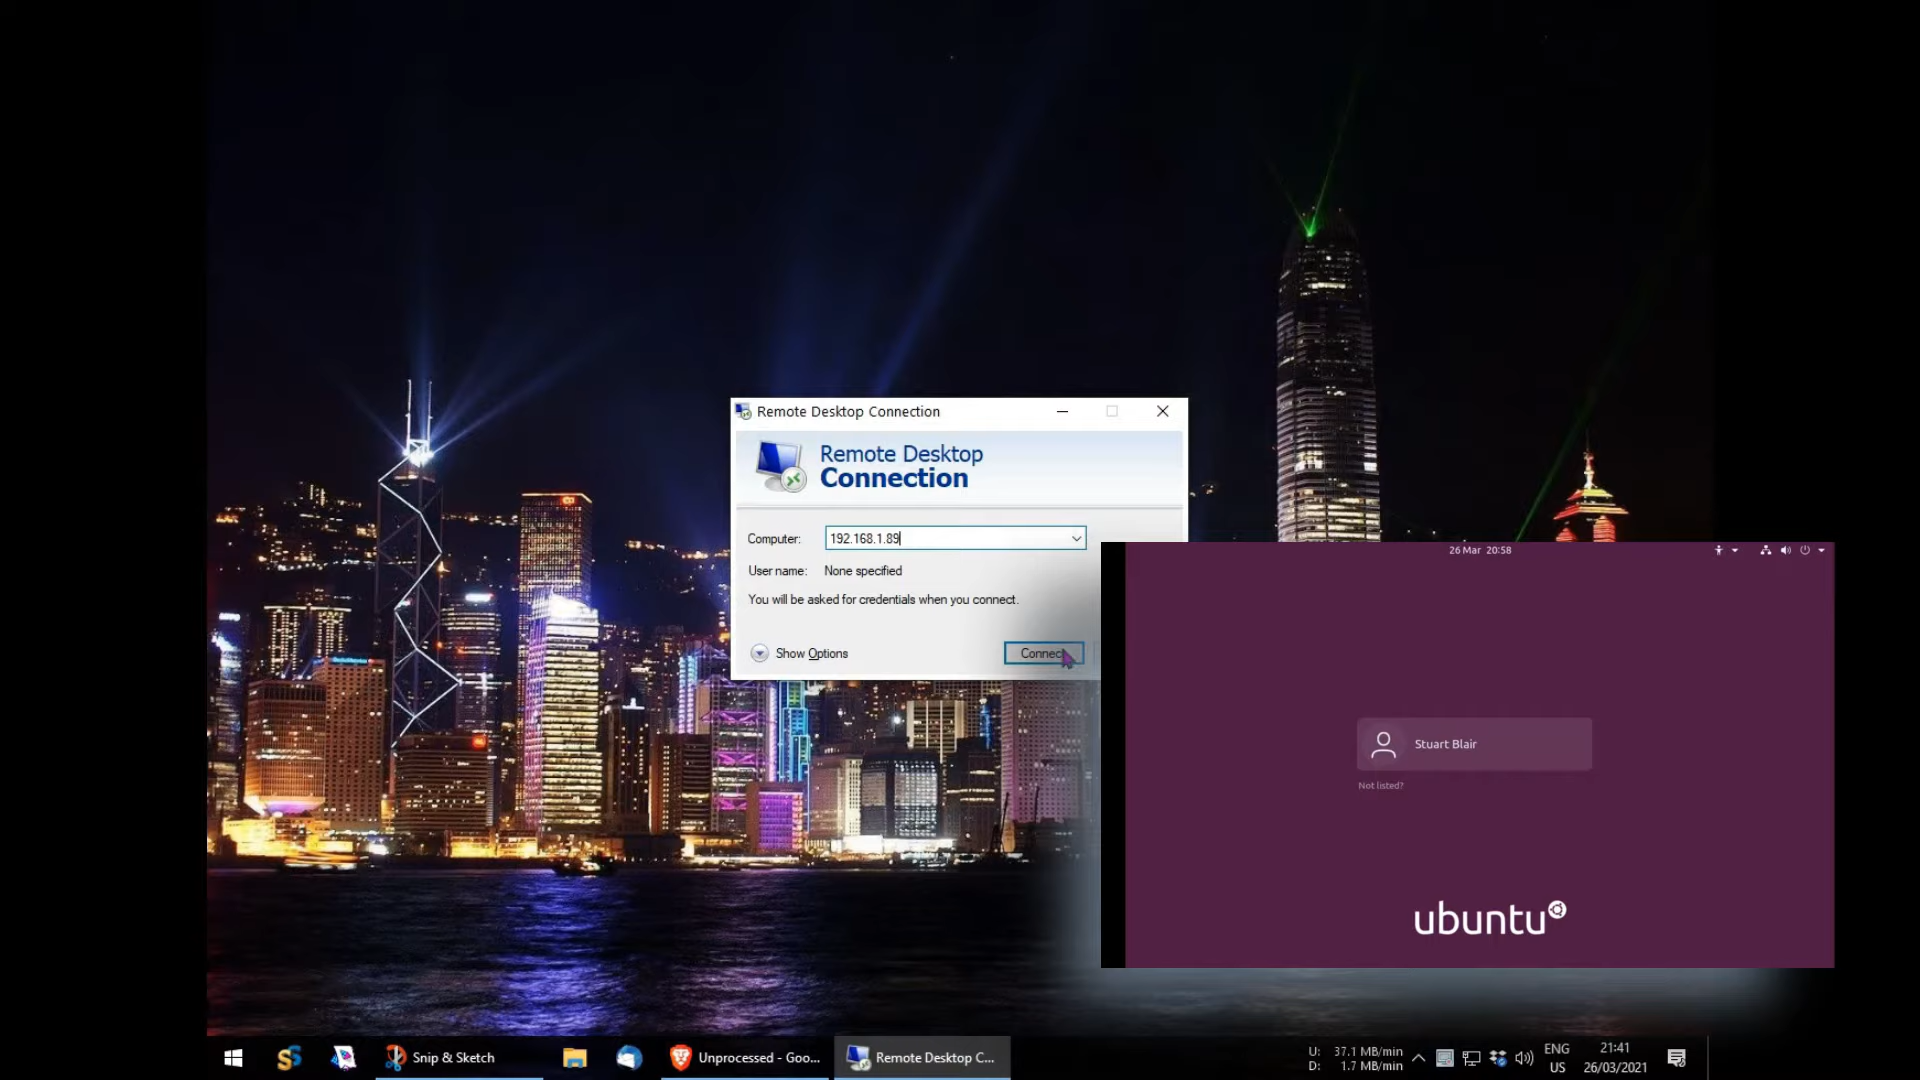 Remote Desktop Connection
Remote Desktop
Connection
Computer:
192.168.1.89
User name:
None specified
You will be asked for credentials when you connect.
Show Options
Connect
26 Mar 20:58
Stuart Blair
Not listed?
ubuntu
Snip & Sketch
Unprocessed - Goo...
Remote Desktop C...
U: 37.1 MB/min
D: 1.7 MB/min
ENG
US
21:41
26/03/2021